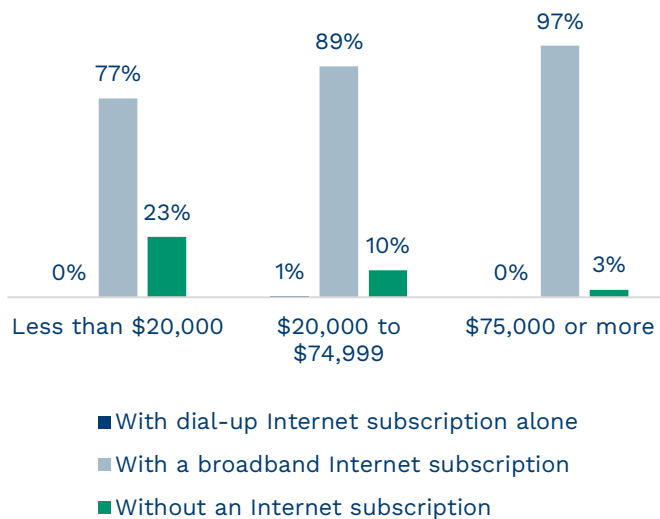 97%
89%
77%
23%
10%
0%
1%
0%
3%
Less than $20,000
$20,000 to
$74,999
$75,000 or more
With dial-up Internet subscription alone
With a broadband Internet subscription
Without an Internet subscription